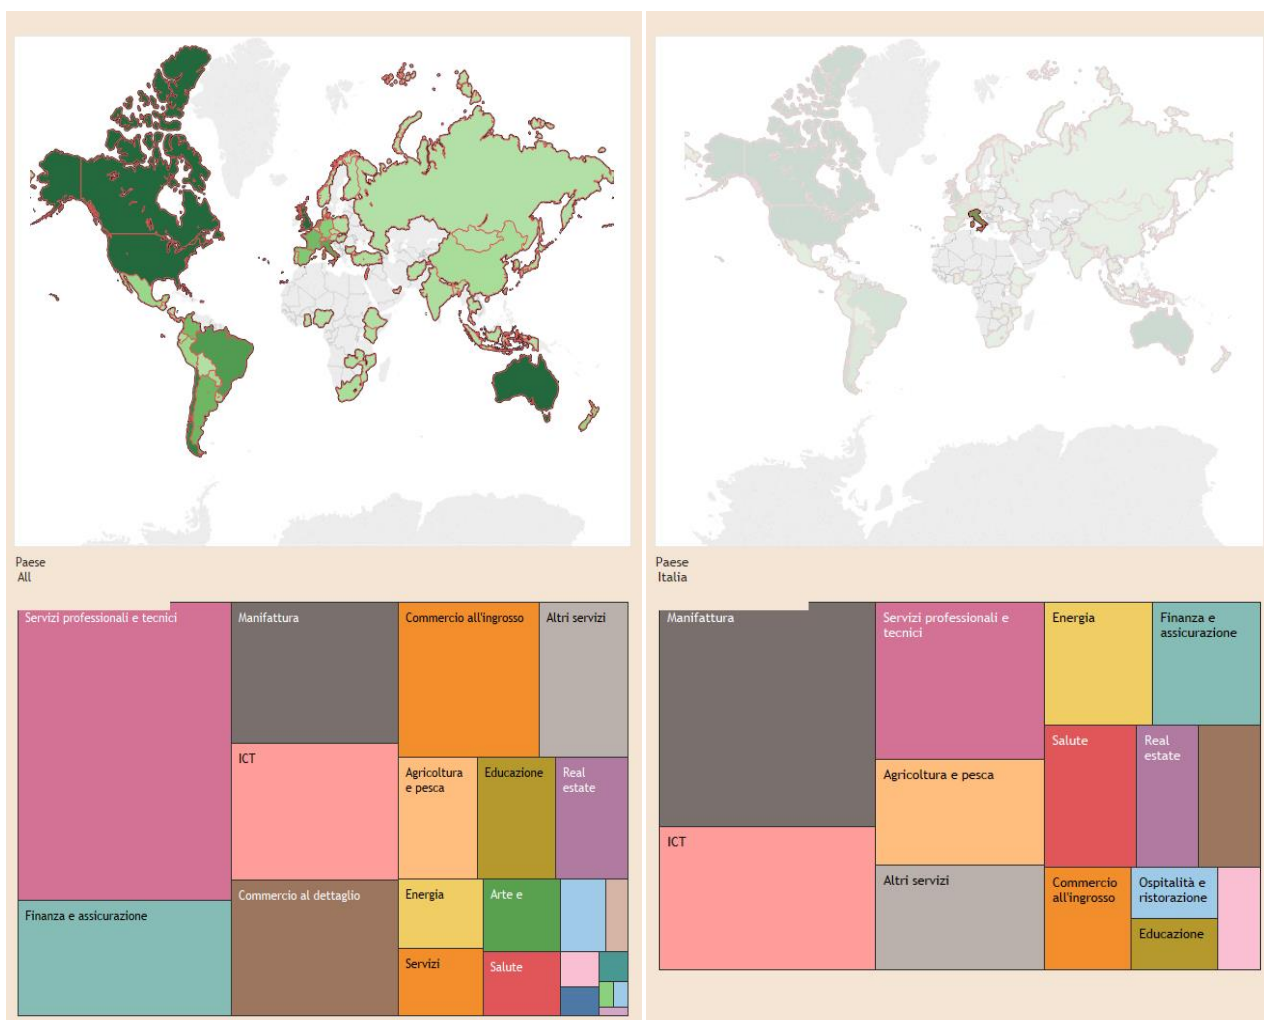 Paese
All
Servizi professionali e tecnici
Manifattura
Commercio all'ingrosso
Altri servizi
ICT
Agricoltura
e pesca
Educazione
Real
estate
Commercio al dettaglio
Energia
Arte e
Finanza e assicurazione
Servizi
Salute
Paese
Italia
Manifattura
Servizi professionali e
tecnici
Energia
Finanza e
assicurazione
Salute
Real
estate
Agricoltura e pesca
ICT
Altri servizi
Commercio
all'ingrosso
Ospitalità e
ristorazione
Educazione